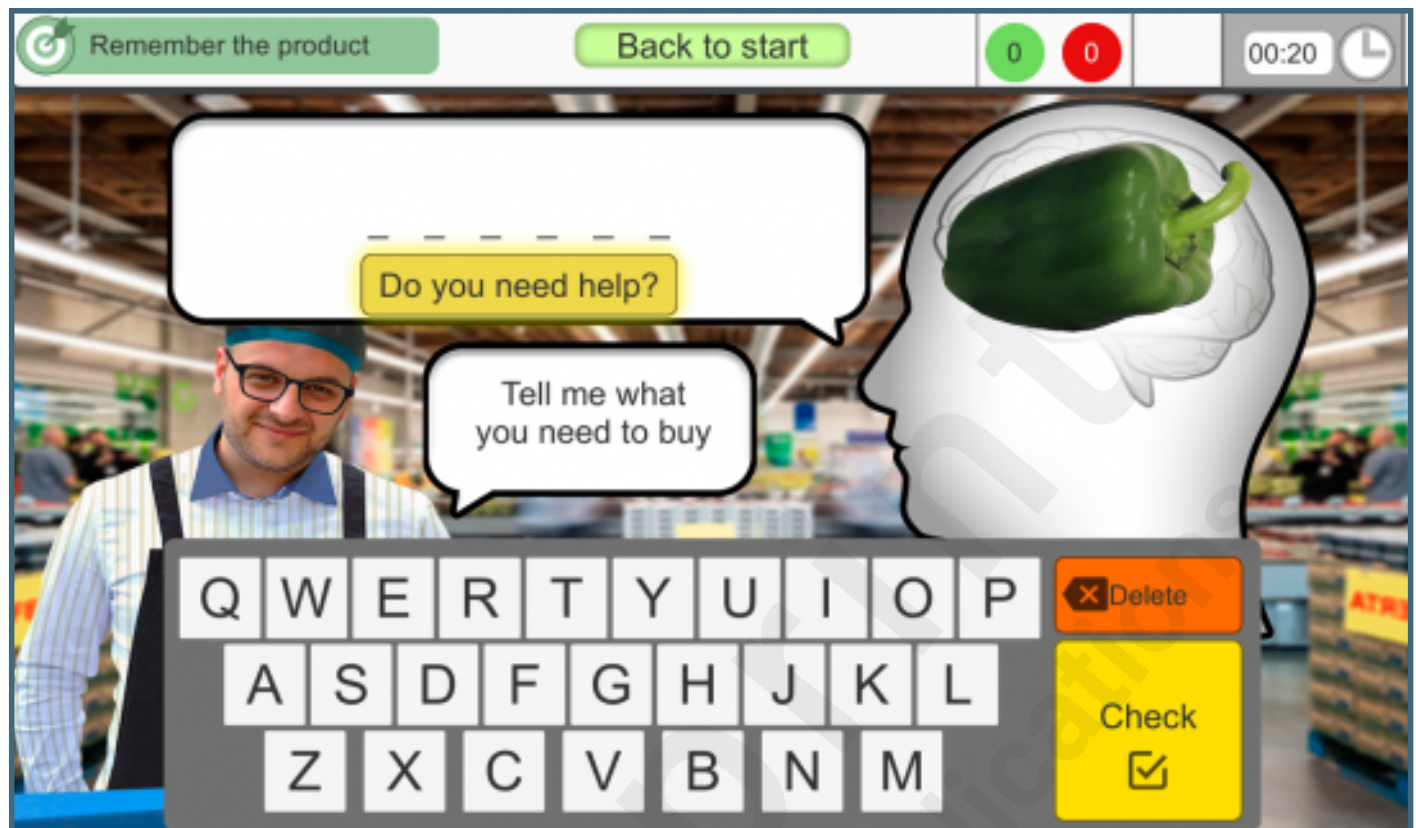 Remember the product
Back to start
0
0
00:20
_ _ _ _ _ _
Do you need help?
Tell me what
you need to buy
Q W E R T Y U I O P
Delete
A S D F G H J K L
Check
Z X C V B N M